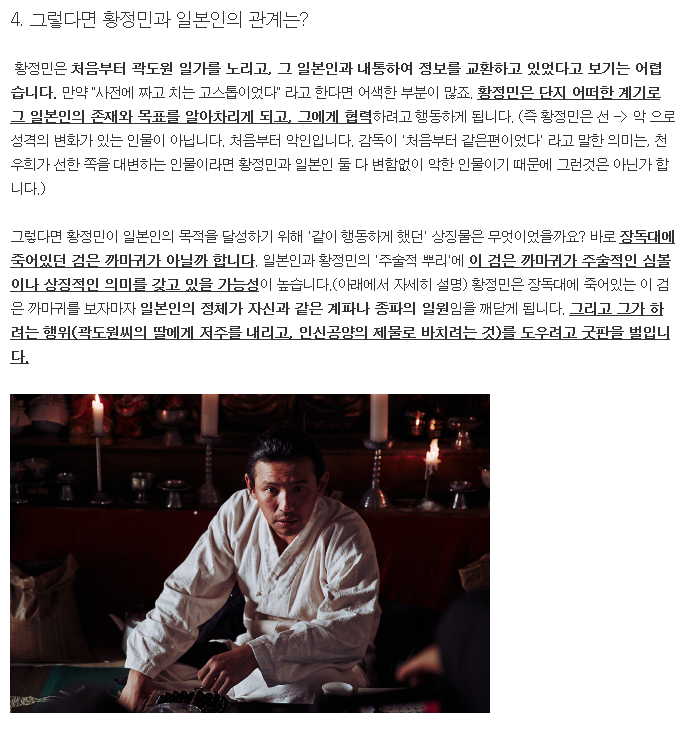 4. 그렇다면 황정민과 일본인의 관계는?
황정민은 처음부터 곽도원 일가를 노리고, 그 일본인과 내통하여 정보를 교환하고 있었다고 보기는 어렵
습니다. 만약 "사전에 짜고 치는 고스톱이었다" 라고 한다면 어색한 부분이 많죠. 황정민은 단지 어떠한 계기로
그 일본인의 존재와 목표를 알아차리게 되고, 그에게 협력하려고 행동하게 됩니다. (즉 황정민은 선 -> 악 으로
성격의 변화가 있는 인물이 아닙니다. 처음부터 악인입니다. 감독이 '처음부터 같은편이었다' 라고 말한 의미는, 천
우희가 선한 쪽을 대변하는 인물이라면 황정민과 일본인 둘 다 변함없이 악한 인물이기 때문에 그런것은 아닌가 합
니다.)
그렇다면 황정민이 일본인의 목적을 달성하기 위해 '같이 행동하게 했던' 상징물은 무엇이었을까요? 바로 장독대에
죽어있던 검은 까마귀가 아닐까 합니다. 일본인과 황정민의 '주술적 뿌리'에 이 검은 까마귀가 주술적인 심볼
이나 상징적인 의미를 갖고 있을 가능성이 높습니다.(아래에서 자세히 설명) 황정민은 장독대에 죽어있는 이 검
은 까마귀를 보자마자 일본인의 정체가 자신과 같은 계파나 종파의 일원임을 깨닫게 됩니다. 그리고 그가 하
려는 행위(곽도원씨의 딸에게 저주를 내리고, 인신공양의 제물로 바치려는 것)를 도우려고 굿판을 벌입니
다.